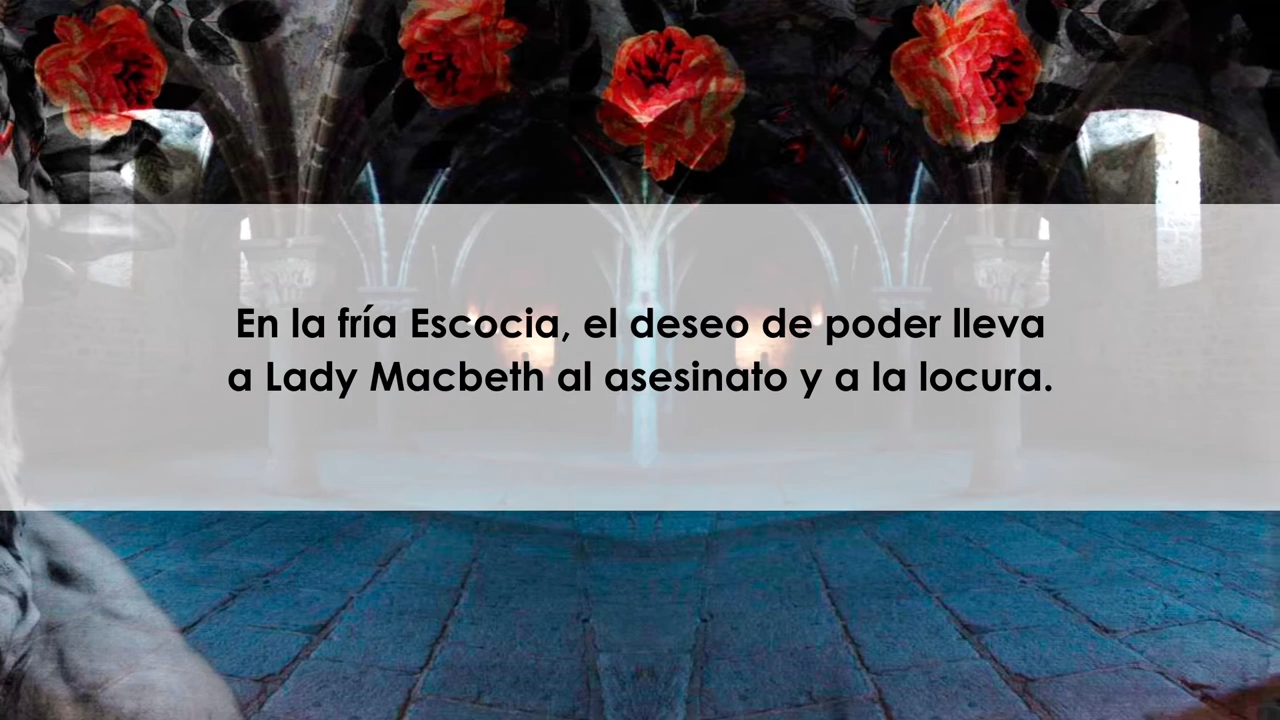 En la fría Escocia, el deseo de poder lleva
a Lady Macbeth al asesinato y a la locura.